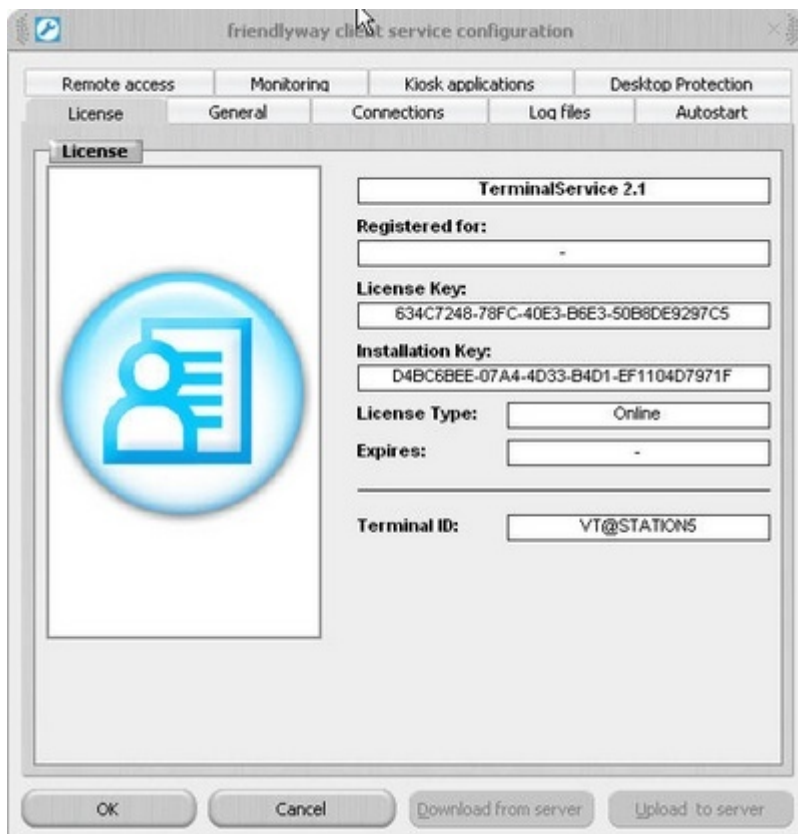 friendlyway client service configuration
Remote access Monitoring Kiosk applications Desktop Protection
License General Connections Log files Autostart
License
TerminalService 2.1
Registered for:
-
License Key:
634C7248-78FC-40E3-B6E3-50B8DE9297C5
Installation Key:
D4BC6BEE-07A4-4D33-B4D1-EF1104D7971F
License Type: Online
Expires: -
Terminal ID: VT@STATION5
OK Cancel Download from server Upload to server